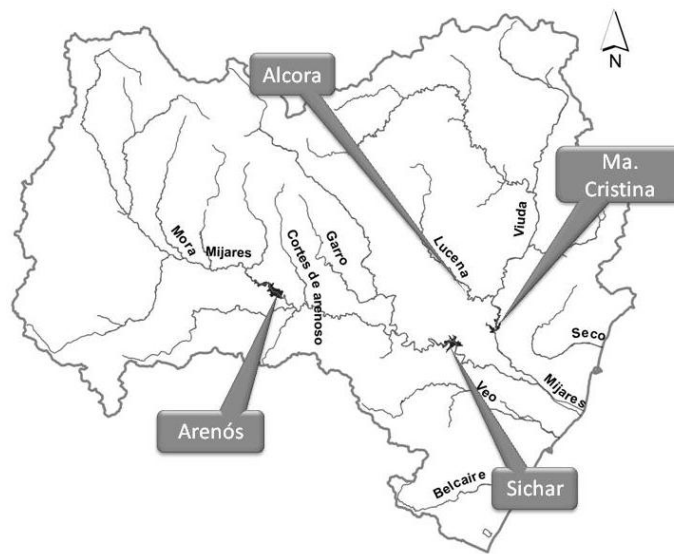 N
Alcora
Ma.
Cristina
Viuda
Lucena
Mora
Mijares
Garro
Cortes de arenoso
Seco
Mijares
Veo
Arenós
Sichar
Belcaire